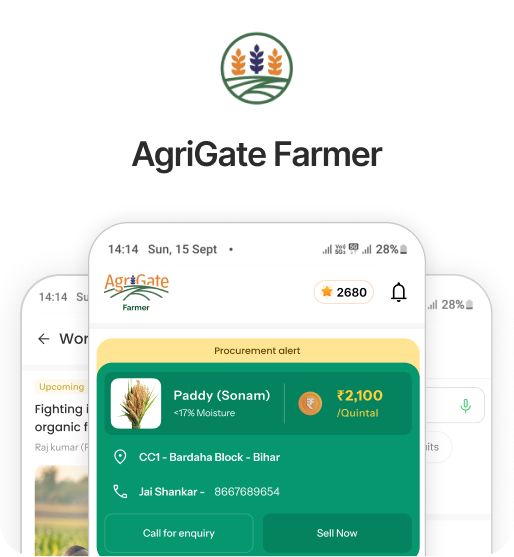 AgriGate Farmer
14:14 Sun, 15 Sept • 28%
AgriGate
Farmer
2680
Procurement alert
Paddy (Sonam)
<17% Moisture
₹
₹2,100
/Quintal
CC1 - Bardaha Block - Bihar
Jai Shankar - 8667689654
Call for enquiry
Sell Now
14:14 Su
Wor
Upcoming
Fighting i
organic f
Raj kumar (F
28%
its